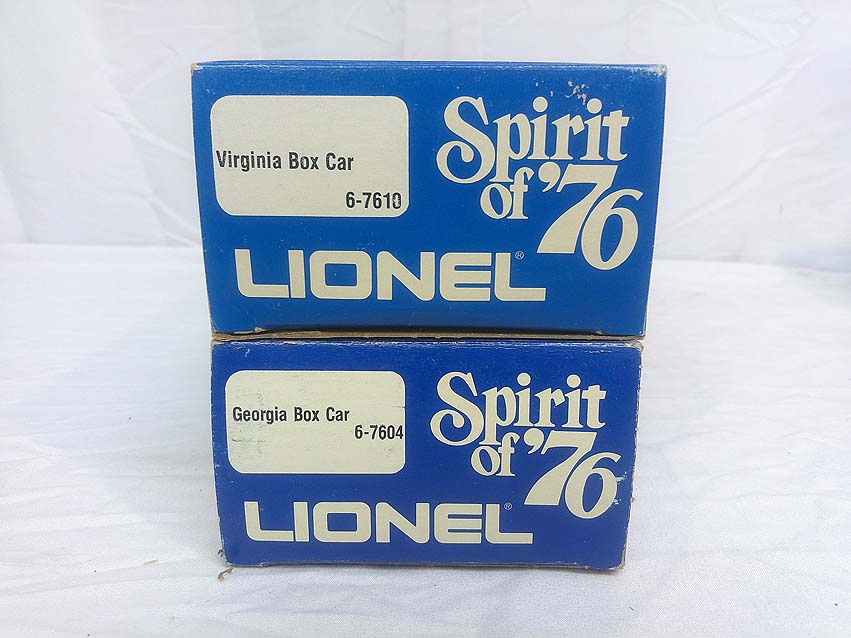 Virginia Box Car
6-7610
Spirit
of '76
LIONEL®
Georgia Box Car
6-7604
Spirit
of '76
LIONEL®